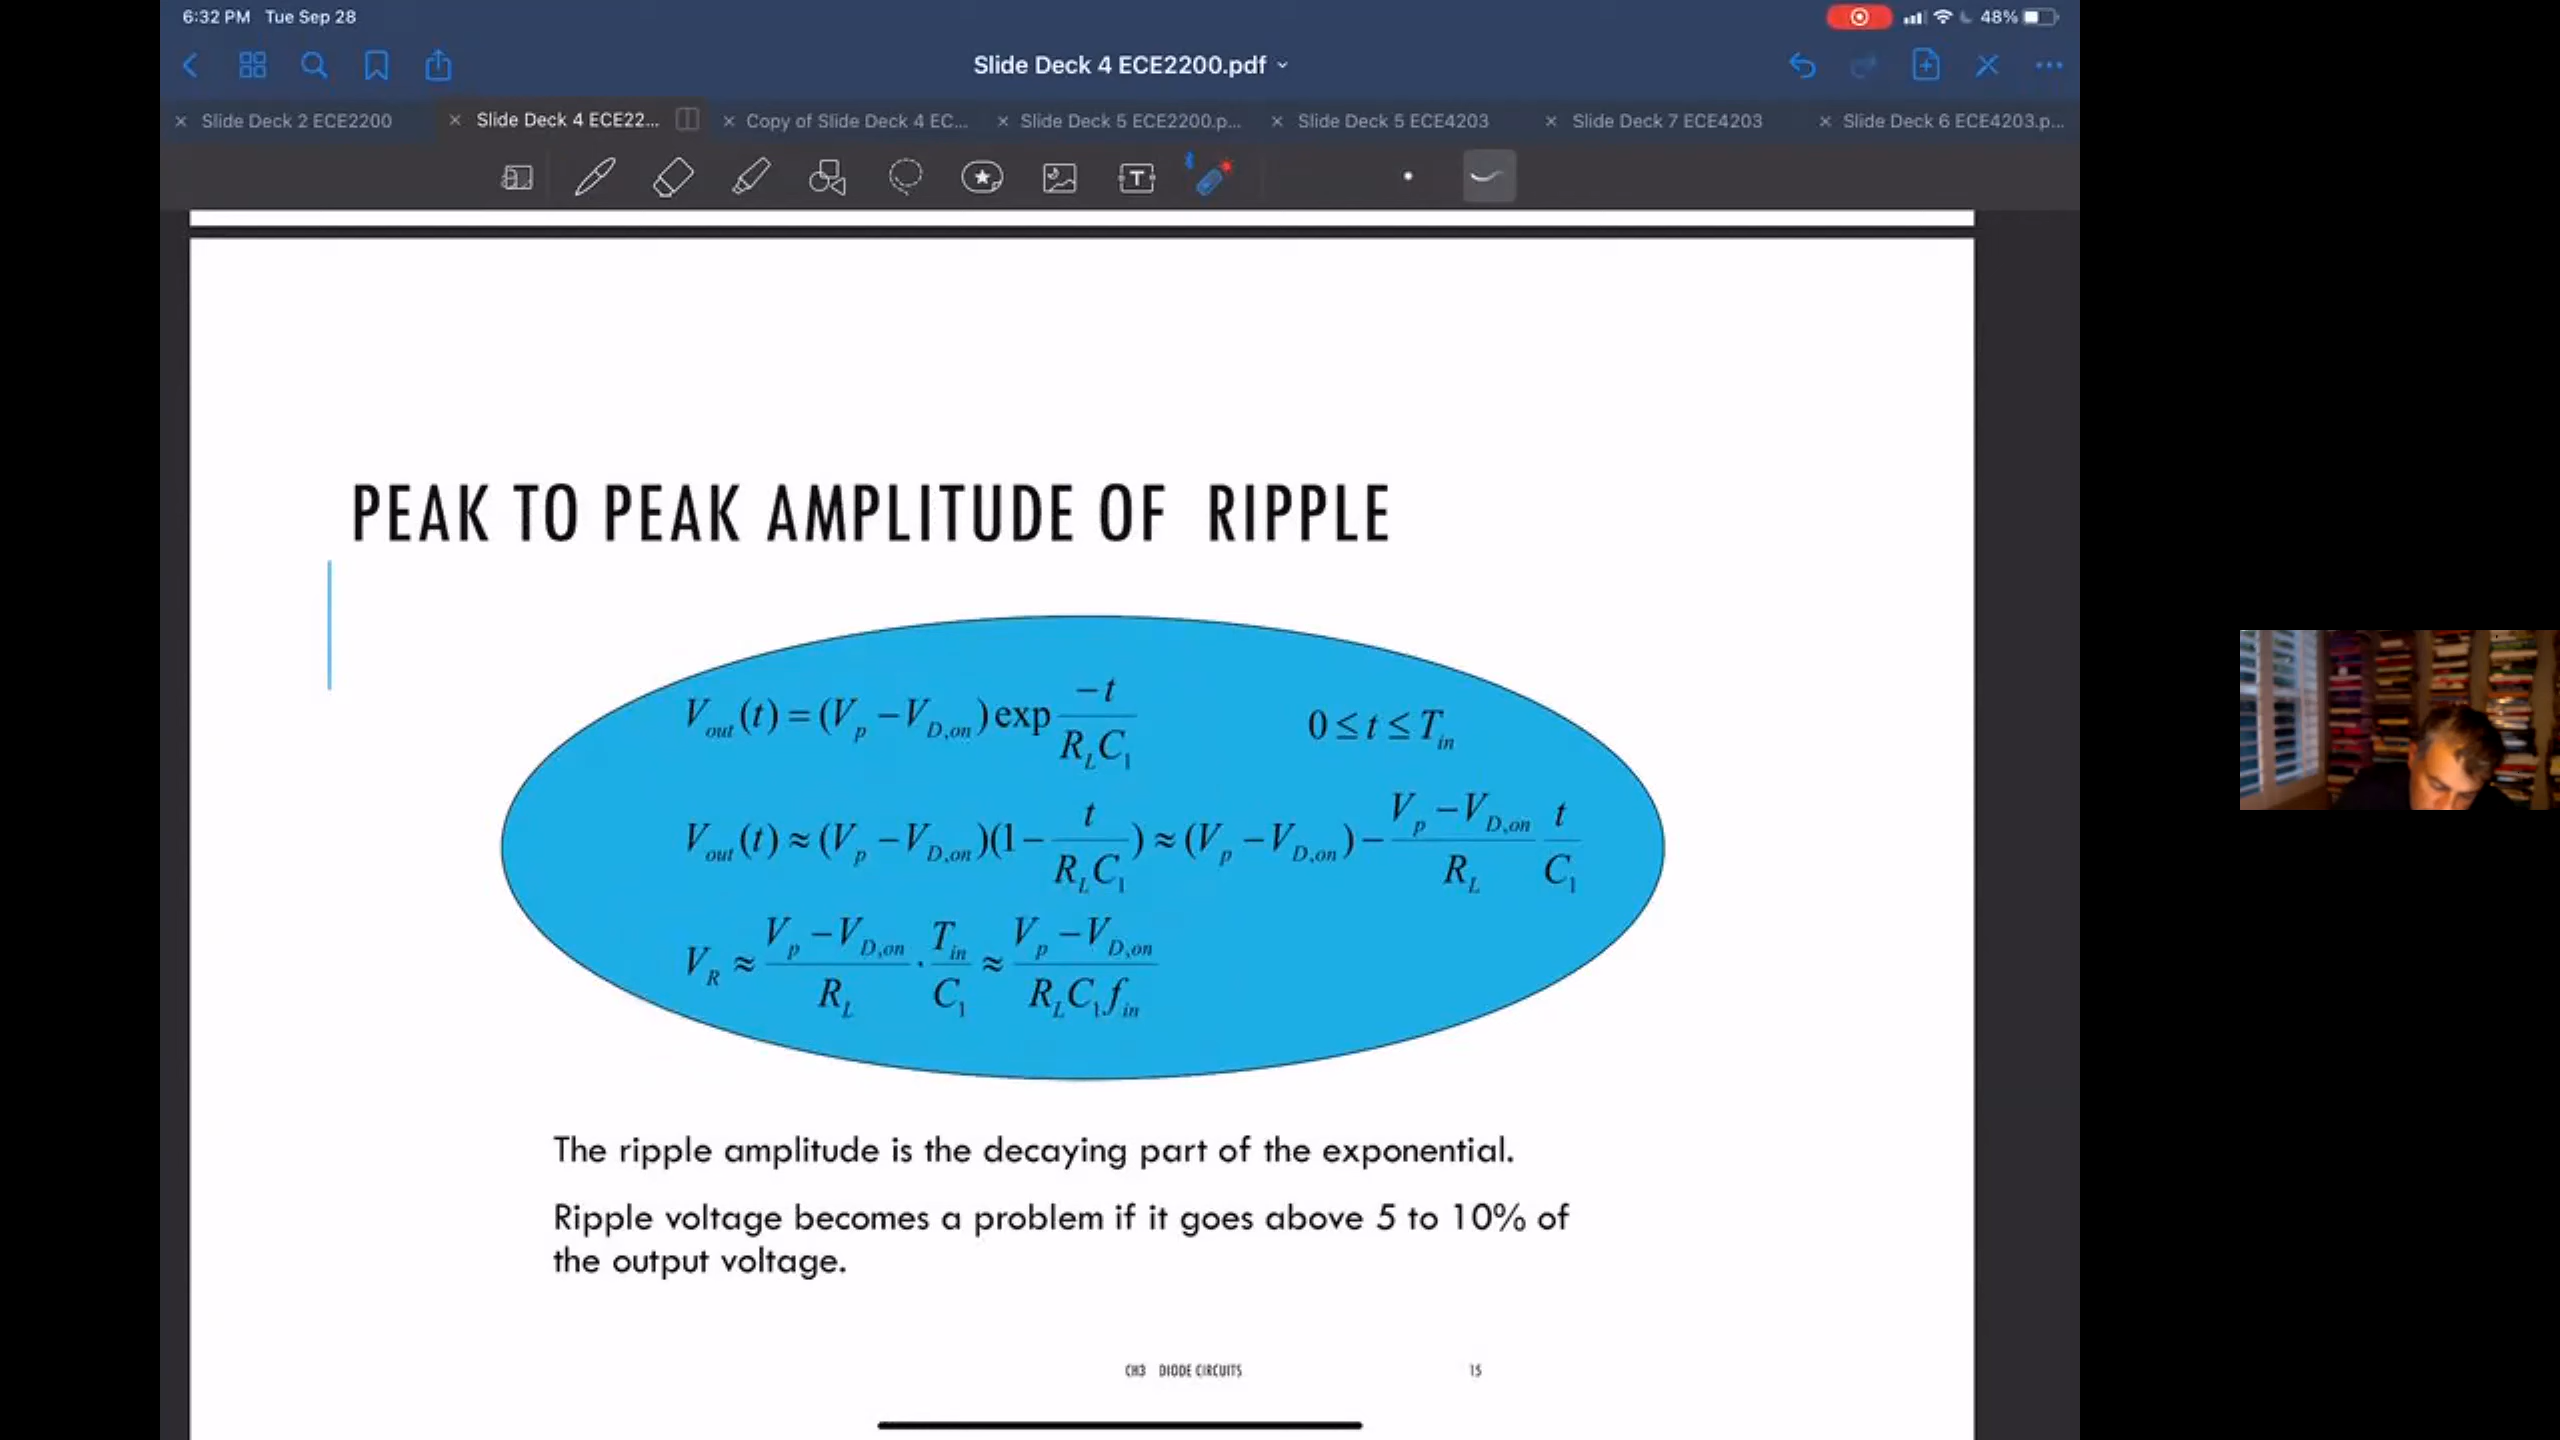 6:32 PM Tue Sep 28
48%
Slide Deck 4 ECE2200.pdf
Slide Deck 2 ECE2200
Slide Deck 4 ECE22...
Copy of Slide Deck 4 EC...
Slide Deck 5 ECE2200.p...
Slide Deck 5 ECE4203
Slide Deck 7 ECE4203
Slide Deck 6 ECE4203.p...
PEAK TO PEAK AMPLITUDE OF RIPPLE
V_out(t) = (V_p − V_D,on) exp (−t / R_L C_1) 0 ≤ t ≤ T_in
V_out(t) ≈ (V_p − V_D,on)(1 − t / R_L C_1) ≈ (V_p − V_D,on) − (V_p − V_D,on) / R_L t / C_1
V_R ≈ (V_p − V_D,on) / R_L · T_in / C_1 ≈ (V_p − V_D,on) / R_L C_1 f_in
The ripple amplitude is the decaying part of the exponential.
Ripple voltage becomes a problem if it goes above 5 to 10% of
the output voltage.
CH3 DIODE CIRCUITS 15